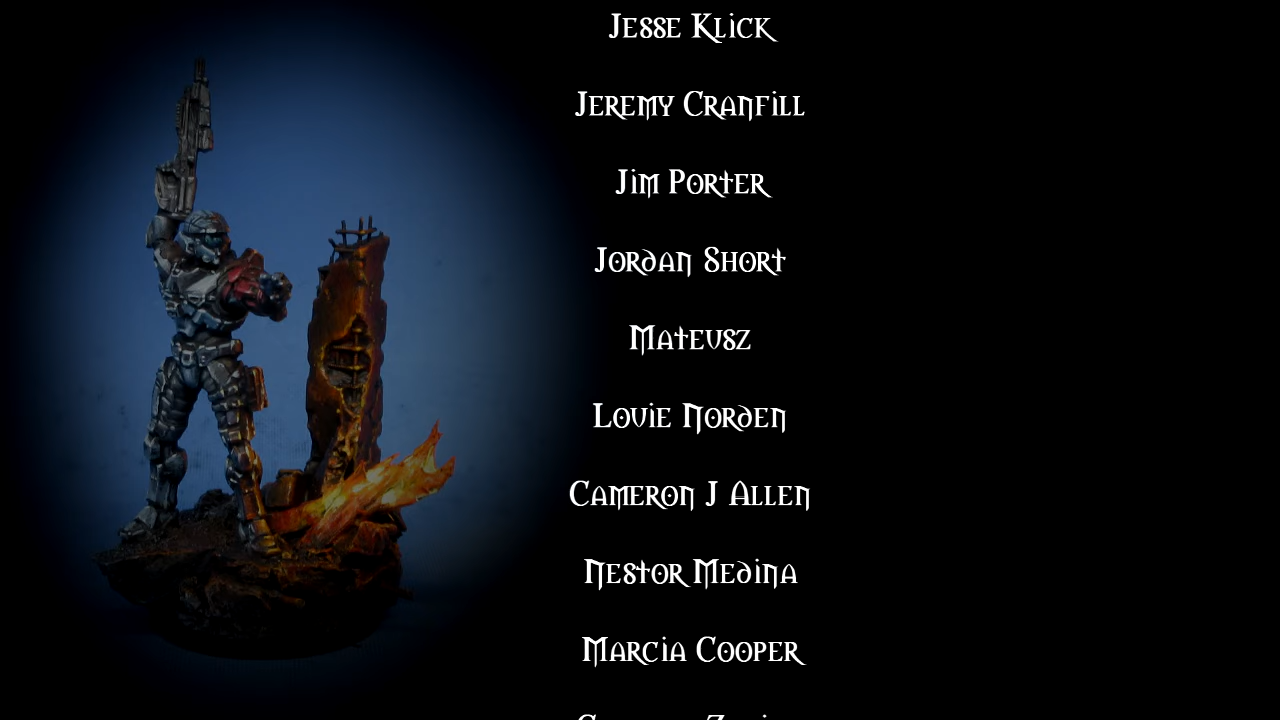 Jesse Klick
Jeremy Cranfill
Jim Porter
Jordan Short
Mateusz
Louie Norden
Cameron J Allen
Nestor Medina
Marcia Cooper